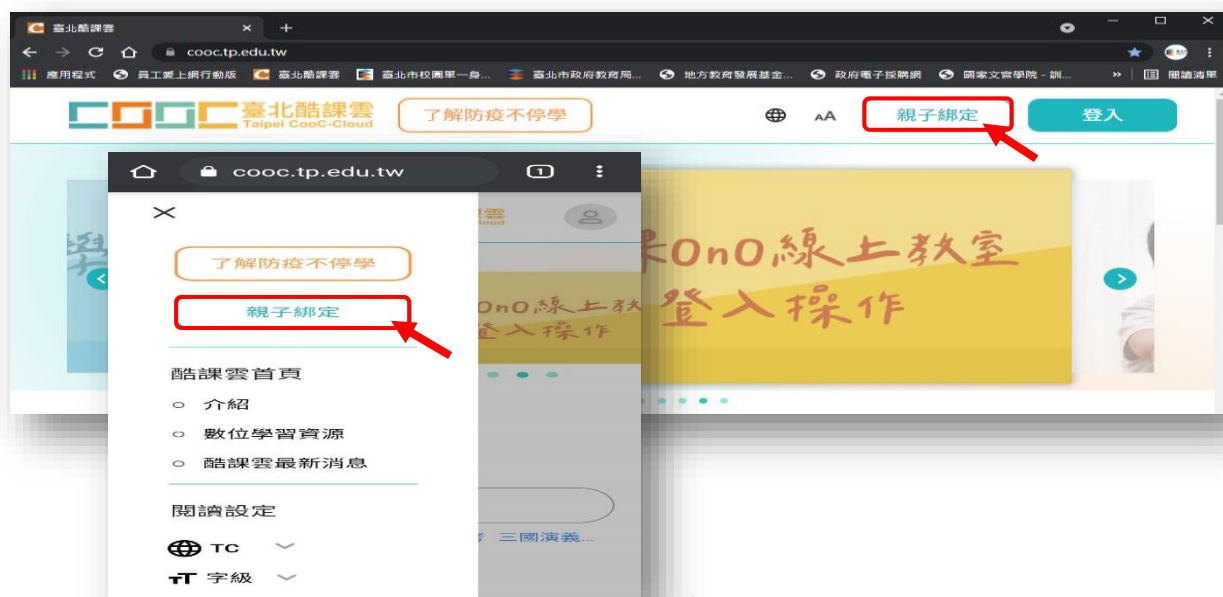 臺北酷課雲
cooc.tp.edu.tw
應用程式 員工愛上網行動版 臺北酷課雲 臺北市校園單一身... 臺北市政府教育局... 地方教育發展基金... 政府電子採購網 國家文官學院 - 訓... » 閱讀清單
COOC 臺北酷課雲 了解防疫不停學 AA 親子綁定 登入
Taipei CooC-Cloud
OnO線上教室
登入操作
cooc.tp.edu.tw 1
了解防疫不停學
親子綁定
OnO線上教
登入操作
酷課雲首頁
介紹
數位學習資源
酷課雲最新消息
閱讀設定
三國演義...
TC
字級